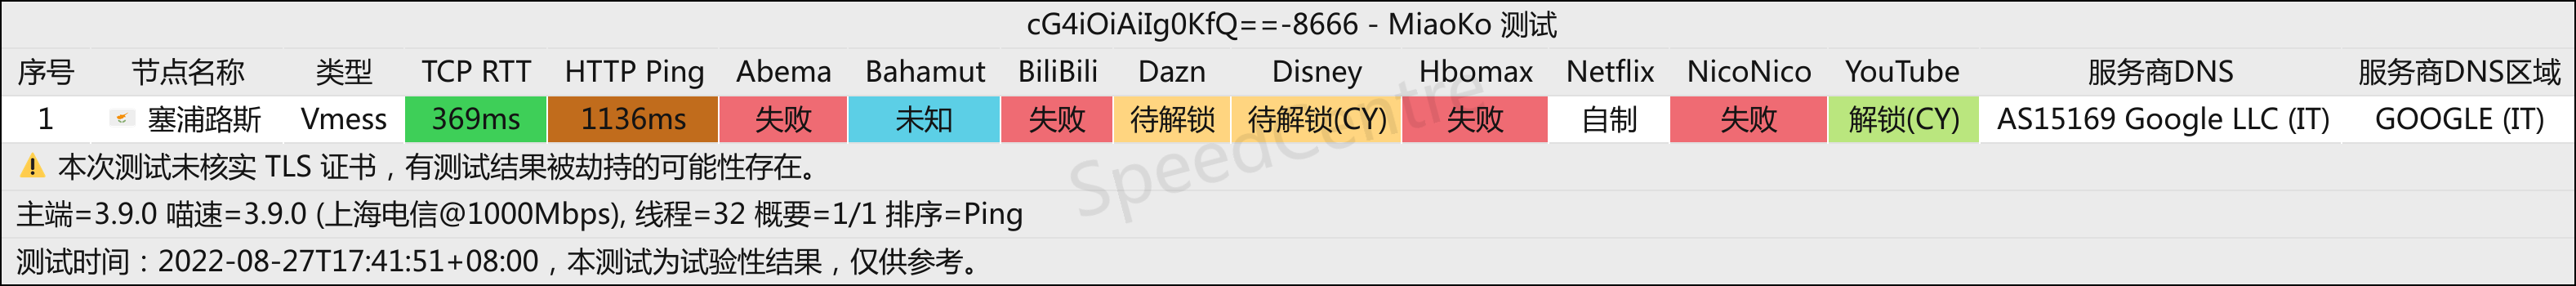 cG4iOiAiIg0KfQ==-8666 - MiaoKo 测试
序号 节点名称 类型 TCP RTT HTTP Ping Abema Bahamut BiliBili Dazn Disney Hbomax Netflix NicoNico YouTube 服务商DNS 服务商DNS区域
1 塞浦路斯 Vmess 369ms 1136ms 失败 未知 失败 待解锁 待解锁(CY) 失败 自制 失败 解锁(CY) AS15169 Google LLC (IT) GOOGLE (IT)
本次测试未核实 TLS 证书，有测试结果被劫持的可能性存在。
主端=3.9.0 喵速=3.9.0 (上海电信@1000Mbps), 线程=32 概要=1/1 排序=Ping
测试时间：2022-08-27T17:41:51+08:00，本测试为试验性结果，仅供参考。
SpeedCentre